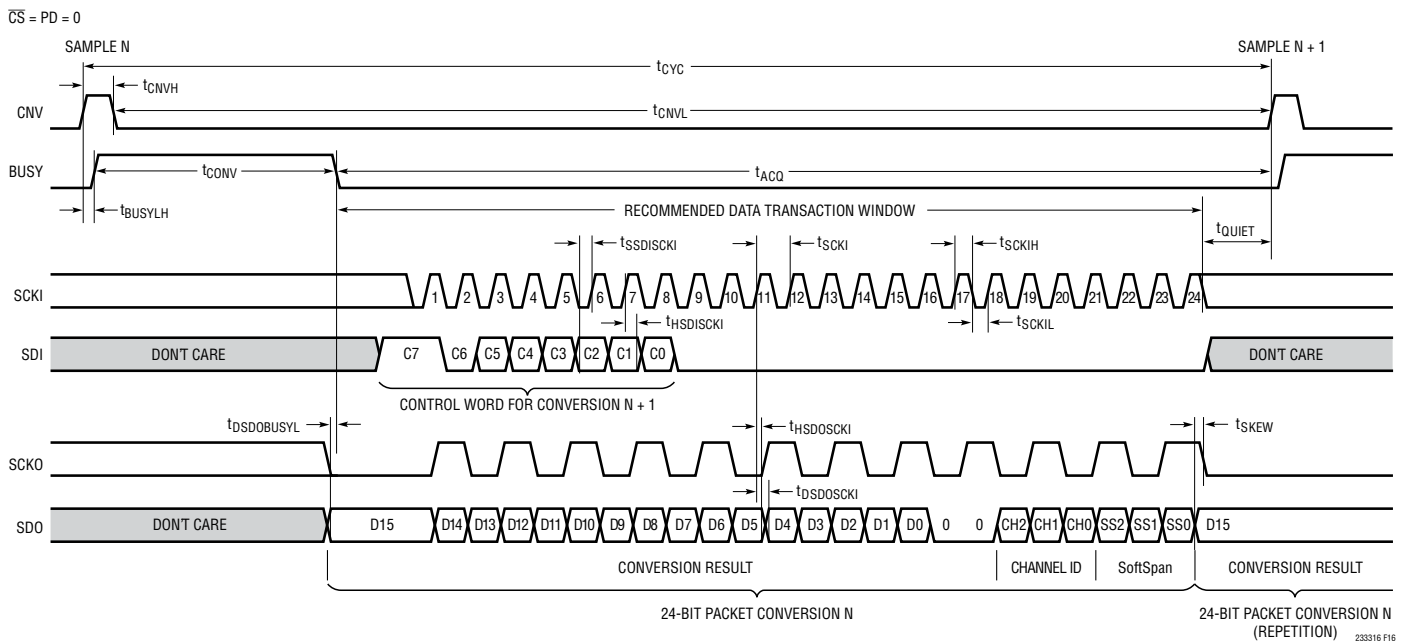 CS = PD = 0
SAMPLE N
SAMPLE N + 1
tCYC
tCNVH
CNV
tCNVL
BUSY
tCONV
tACQ
tBUSYLH
RECOMMENDED DATA TRANSACTION WINDOW
tQUIET
tSSDISCKI
tSCKI
tSCKIH
SCKI
1 2 3 4 5 6 7 8 9 10 11 12 13 14 15 16 17 18 19 20 21 22 23 24
tHSDISCKI
tSCKIL
SDI
DON'T CARE
C7 C6 C5 C4 C3 C2 C1 C0
DON'T CARE
CONTROL WORD FOR CONVERSION N + 1
tDSDOBUSYL
tHSDOSCKI
tSKEW
SCKO
tDSDOSCKI
SDO
DON'T CARE
D15 D14 D13 D12 D11 D10 D9 D8 D7 D6 D5 D4 D3 D2 D1 D0 0 0 CH2 CH1 CH0 SS2 SS1 SS0 D15
CONVERSION RESULT
CHANNEL ID
SoftSpan
CONVERSION RESULT
24-BIT PACKET CONVERSION N
24-BIT PACKET CONVERSION N
(REPETITION)
233316 F16